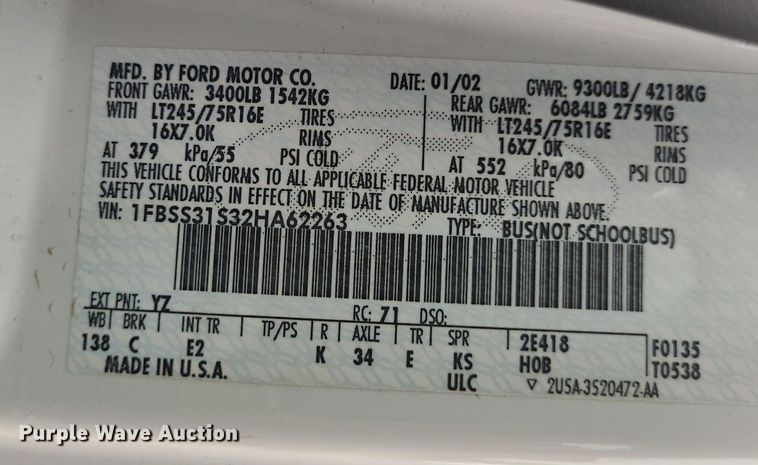 MFD. BY FORD MOTOR CO. DATE: 01/02 GVWR: 9300LB/ 4218KG
FRONT GAWR: 3400LB 1542KG REAR GAWR: 6084LB 2759KG
WITH LT245/75R16E TIRES WITH LT245/75R16E TIRES
16X7.0K RIMS 16X7.0K RIMS
AT 379 kPa/55 PSI COLD AT 552 kPa/80 PSI COLD
THIS VEHICLE CONFORMS TO ALL APPLICABLE FEDERAL MOTOR VEHICLE
SAFETY STANDARDS IN EFFECT ON THE DATE OF MANUFACTURE SHOWN ABOVE.
VIN: 1FBSS31S32HA62263 TYPE: BUS(NOT SCHOOLBUS)
EXT PNT: YZ RC: 71 DSO:
WB BRK INT TR TP/PS R AXLE TR SPR 2E418 F0135
138 C E2 K 34 E KS HOB T0538
MADE IN U.S.A. ULC ▽ 2U5A-3520472-AA
Purple Wave Auction